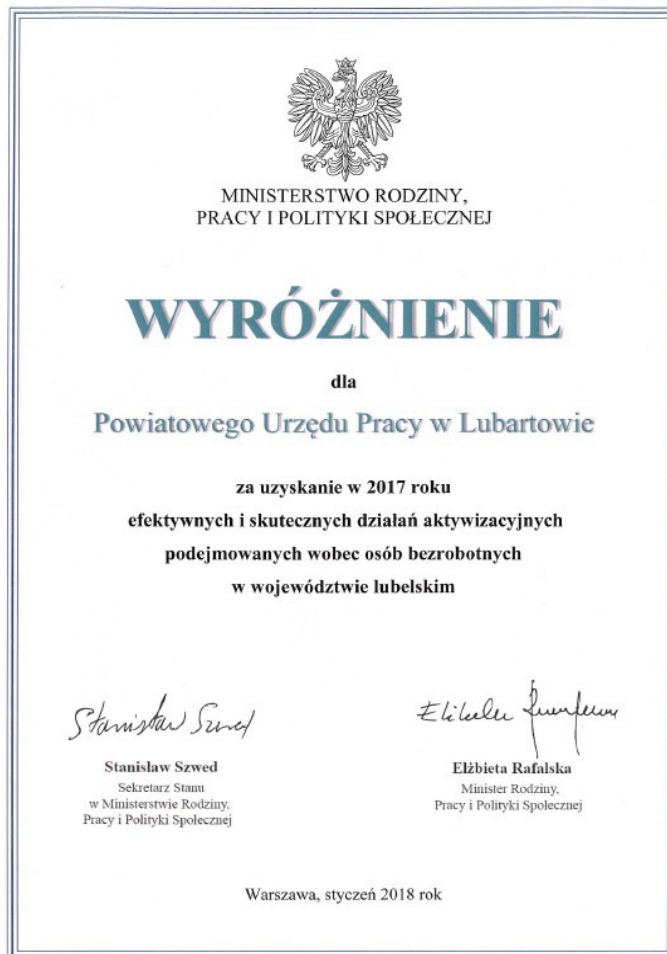 MINISTERSTWO RODZINY,
PRACY I POLITYKI SPOŁECZNEJ
WYRÓŻNIENIE
dla
Powiatowego Urzędu Pracy w Lubartowie
za uzyskanie w 2017 roku
efektywnych i skutecznych działań aktywizacyjnych
podejmowanych wobec osób bezrobotnych
w województwie lubelskim
Stanisław Szwed
Stanisław Szwed
Sekretarz Stanu
w Ministerstwie Rodziny,
Pracy i Polityki Społecznej
Elżbieta Rafalska
Minister Rodziny,
Pracy i Polityki Społecznej
Warszawa, styczeń 2018 rok